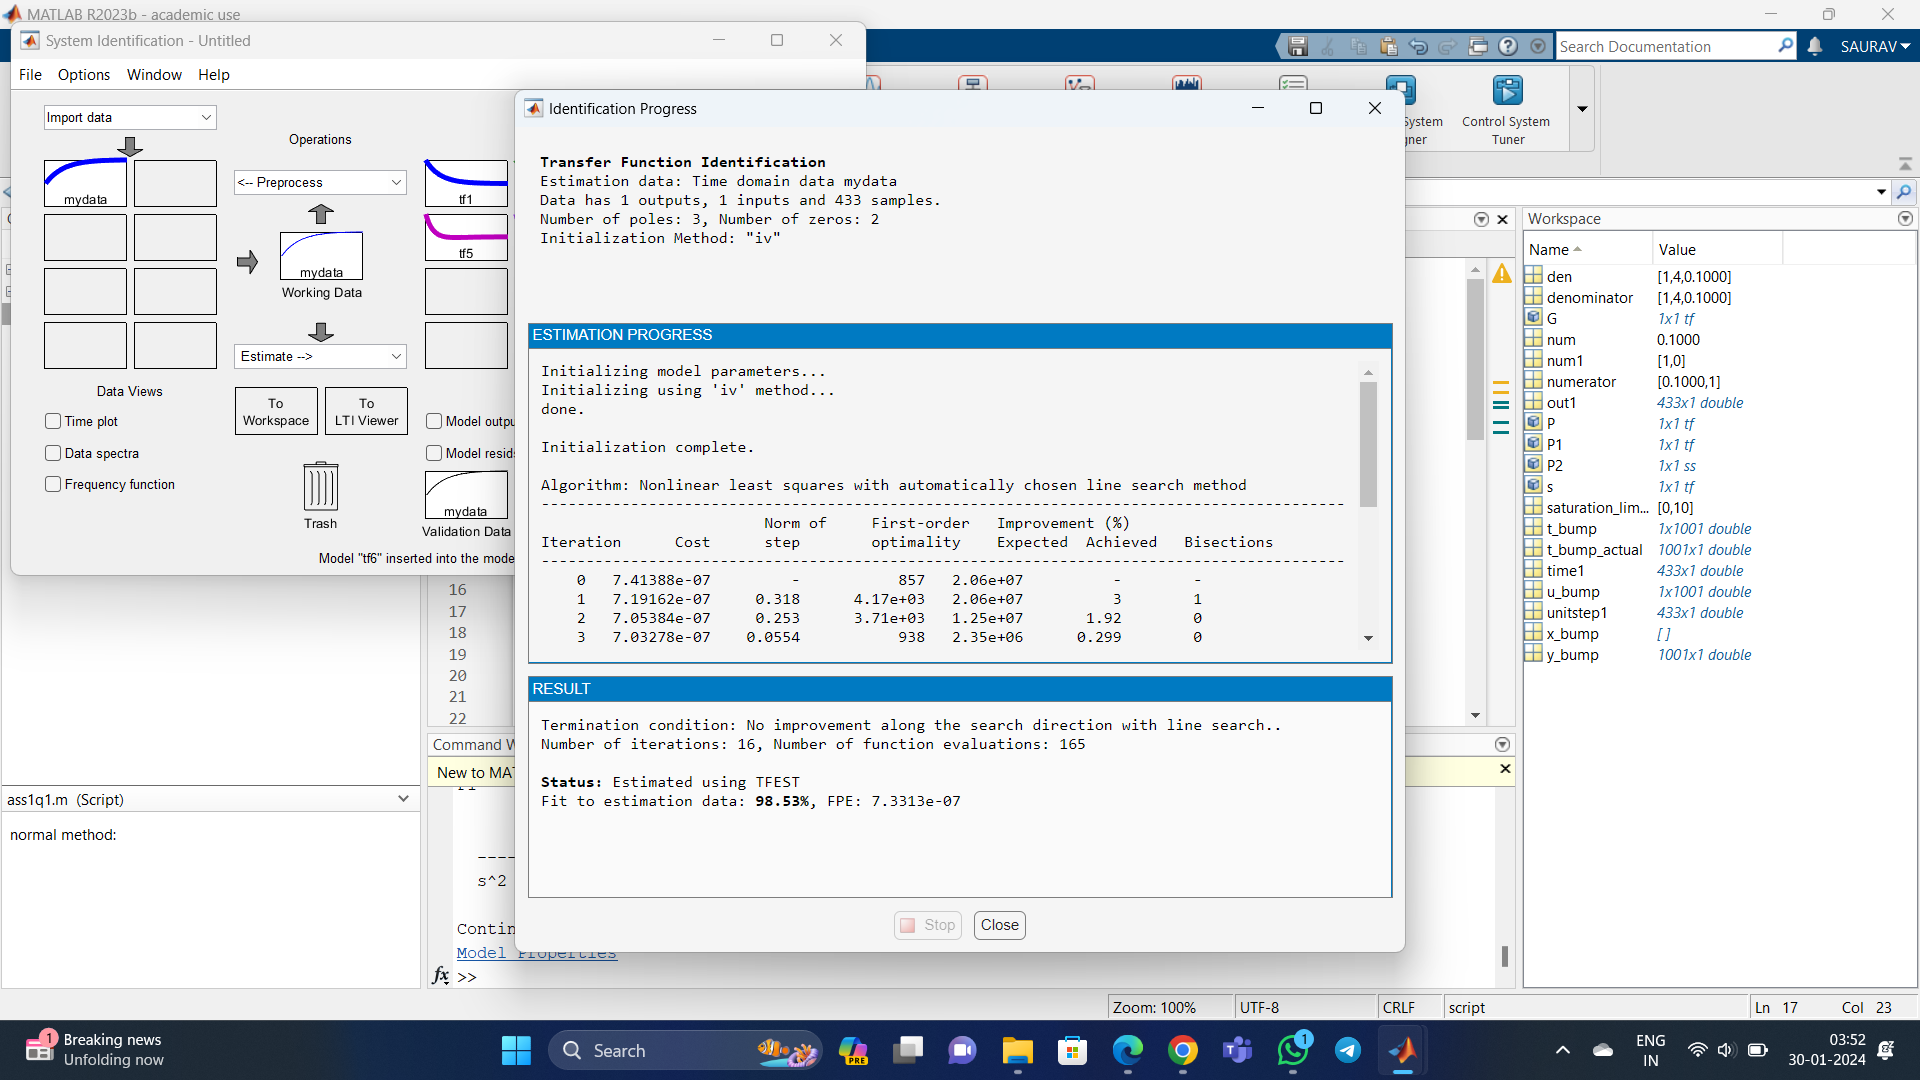 MATLAB R2023b - academic use
System Identification - Untitled
File Options Window Help
Search Documentation
SAURAV
Import data
Operations
mydata
<-- Preprocess
tf1
tf5
mydata
Working Data
Estimate -->
Data Views
To Workspace
To LTI Viewer
Time plot
Data spectra
Frequency function
Model outpu
Model resid
Trash
mydata
Validation Data
Model "tf6" inserted into the mode
System
Control System
Tuner
Identification Progress
Transfer Function Identification
Estimation data: Time domain data mydata
Data has 1 outputs, 1 inputs and 433 samples.
Number of poles: 3, Number of zeros: 2
Initialization Method: "iv"
ESTIMATION PROGRESS
Initializing model parameters...
Initializing using 'iv' method...
done.
Initialization complete.
Algorithm: Nonlinear least squares with automatically chosen line search method
Norm of First-order Improvement (%)
Iteration Cost step optimality Expected Achieved Bisections
0 7.41388e-07 - 857 2.06e+07 - -
1 7.19162e-07 0.318 4.17e+03 2.06e+07 3 1
2 7.05384e-07 0.253 3.71e+03 1.25e+07 1.92 0
3 7.03278e-07 0.0554 938 2.35e+06 0.299 0
RESULT
Termination condition: No improvement along the search direction with line search..
Number of iterations: 16, Number of function evaluations: 165
Status: Estimated using TFEST
Fit to estimation data: 98.53%, FPE: 7.3313e-07
Stop Close
Workspace
Name Value
den [1,4,0.1000]
denominator [1,4,0.1000]
G 1x1 tf
num 0.1000
num1 [1,0]
numerator [0.1000,1]
out1 433x1 double
P 1x1 tf
P1 1x1 tf
P2 1x1 ss
s 1x1 tf
saturation_lim... [0,10]
t_bump 1x1001 double
t_bump_actual 1001x1 double
time1 433x1 double
u_bump 1x1001 double
unitstep1 433x1 double
x_bump []
y_bump 1001x1 double
16
17
18
19
20
21
22
Command W
New to MAT
s^2
Contin
Model Properties
fx >>
ass1q1.m (Script)
normal method:
Zoom: 100% UTF-8 CRLF script Ln 17 Col 23
1
Breaking news
Unfolding now
Search
PRE
1
ENG
IN
03:52
30-01-2024